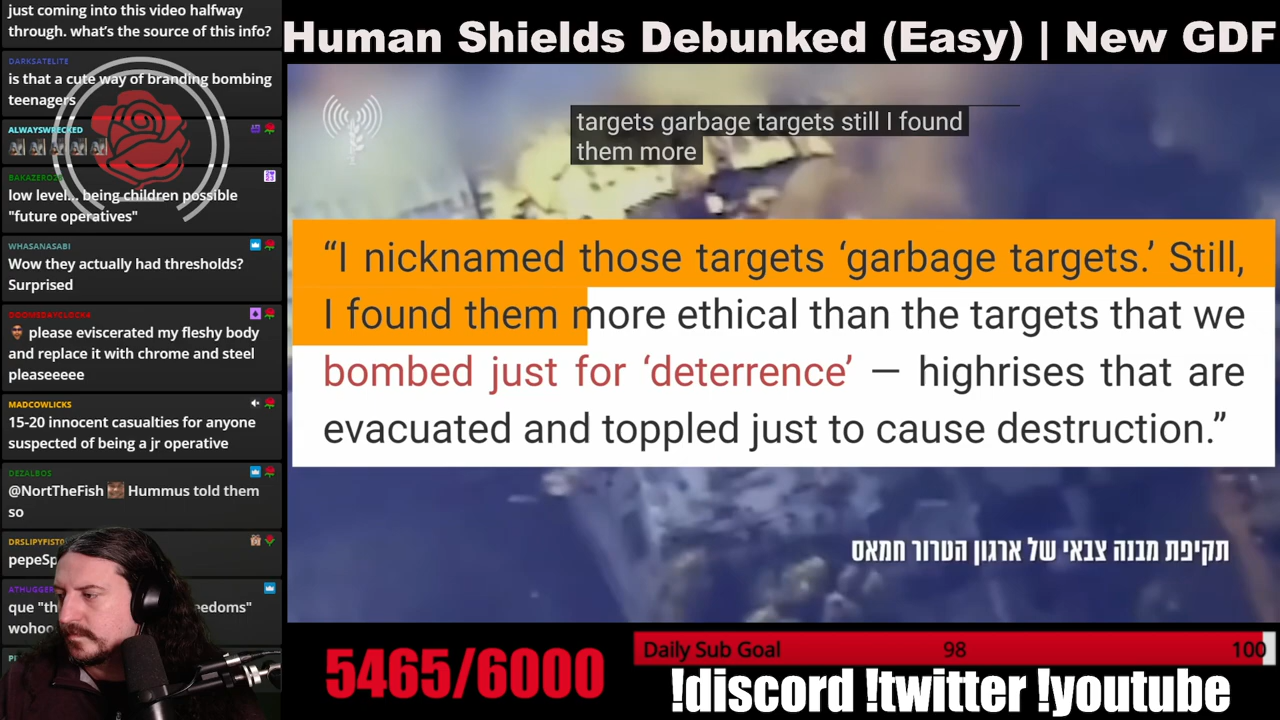 just coming into this video halfway
through. what's the source of this info?
DARKSATELITE
is that a cute way of branding bombing
teenagers
ALWAYSWRECKED
low level... being children possible
"future operatives"
WHASANASABI
Wow they actually had thresholds?
Surprised
DOOMSDAYCLOCK4
please eviscerated my fleshy body
and replace it with chrome and steel
pleaseeeee
MADCOWLICKS
15-20 innocent casualties for anyone
suspected of being a jr operative
DEZALBOS
@NortTheFish Hummus told them
so
DRSLIPYFIST
pepeSp
ATHUGGER
que "th eedoms"
wohoo
Human Shields Debunked (Easy) | New GDF
targets garbage targets still I found
them more
“I nicknamed those targets ‘garbage targets.’ Still,
I found them more ethical than the targets that we
bombed just for ‘deterrence’ — highrises that are
evacuated and toppled just to cause destruction.”
תקיפת מבנה צבאי של ארגון הטרור חמאס
5465/6000
Daily Sub Goal 98 100
!discord !twitter !youtube